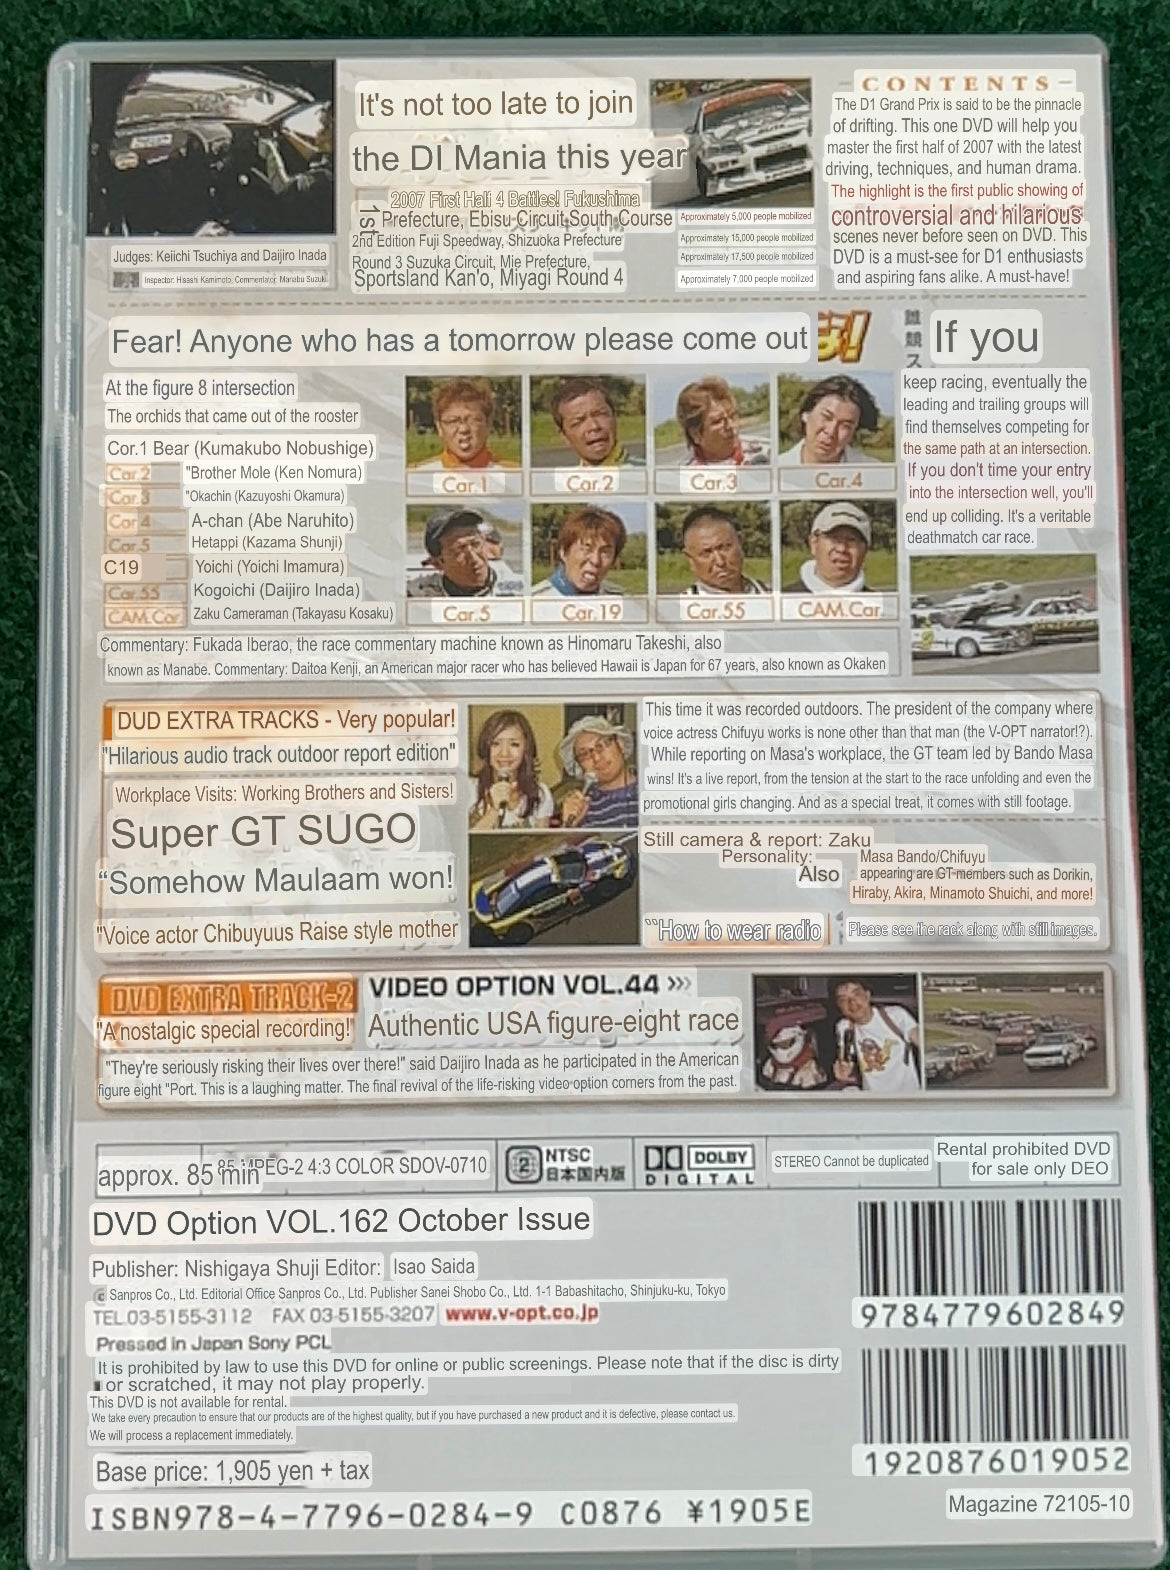 It's not too late to join
the DI Mania this year
2007 First Half 4 Battles! Fukushima
1st Prefecture, Ebisu Circuit South Course
Approximately 5,000 people mobilized
2nd Edition Fuji Speedway, Shizuoka Prefecture
Approximately 15,000 people mobilized
Round 3 Suzuka Circuit, Mie Prefecture,
Approximately 17,500 people mobilized
Sportsland Kan'o, Miyagi Round 4
Approximately 7,000 people mobilized
Judges: Keiichi Tsuchiya and Daijiro Inada
Inspector: Hisashi Kamimoto, Commentator: Manabu Suzuki
CONTENTS
The D1 Grand Prix is said to be the pinnacle
of drifting. This one DVD will help you
master the first half of 2007 with the latest
driving, techniques, and human drama.
The highlight is the first public showing of
controversial and hilarious
scenes never before seen on DVD. This
DVD is a must-see for D1 enthusiasts
and aspiring fans alike. A must-have!
Fear! Anyone who has a tomorrow please come out
At the figure 8 intersection
The orchids that came out of the rooster
Cor.1 Bear (Kumakubo Nobushige)
Car.2 "Brother Mole (Ken Nomura)
Car.3 "Okachin (Kazuyoshi Okamura)
Car 4 A-chan (Abe Naruhito)
Car.5 Hetappi (Kazama Shunji)
C19 Yoichi (Yoichi Imamura)
Car.55 Kogoichi (Daijiro Inada)
CAM.Car Zaku Cameraman (Takayasu Kosaku)
Car.1
Car.2
Car.3
Car.4
Car.5
Car.19
Car.55
CAM.Car
If you
keep racing, eventually the
leading and trailing groups will
find themselves competing for
the same path at an intersection.
If you don't time your entry
into the intersection well, you'll
end up colliding. It's a veritable
deathmatch car race.
Commentary: Fukada Iberao, the race commentary machine known as Hinomaru Takeshi, also
known as Manabe. Commentary: Daitoa Kenji, an American major racer who has believed Hawaii is Japan for 67 years, also known as Okaken
DUD EXTRA TRACKS - Very popular!
"Hilarious audio track outdoor report edition"
Workplace Visits: Working Brothers and Sisters!
Super GT SUGO
"Somehow Maulaam won!
"Voice actor Chibuyuus Raise style mother
This time it was recorded outdoors. The president of the company where
voice actress Chifuyu works is none other than that man (the V-OPT narrator!?).
While reporting on Masa's workplace, the GT team led by Bando Masa
wins! It's a live report, from the tension at the start to the race unfolding and even the
promotional girls changing. And as a special treat, it comes with still footage.
Still camera & report: Zaku
Personality: Masa Bando/Chifuyu
Also appearing are GT-members such as Dorikin,
Hiraby, Akira, Minamoto Shuichi, and more!
"How to wear radio
Please see the rack along with still images.
DVD EXTRA TRACK-2
"A nostalgic special recording!"
VIDEO OPTION VOL.44 >>>
Authentic USA figure-eight race
"They're seriously risking their lives over there!" said Daijiro Inada as he participated in the American
figure eight "Port. This is a laughing matter. The final revival of the life-risking video option corners from the past.
approx. 85 min
MPEG-2 4:3 COLOR SDOV-0710
2
NTSC
日本国内版
DOLBY
DIGITAL
STEREO Cannot be duplicated
Rental prohibited DVD
for sale only DEO
DVD Option VOL.162 October Issue
Publisher: Nishigaya Shuji Editor: Isao Saida
© Sanpros Co., Ltd. Editorial Office Sanpros Co., Ltd. Publisher Sanei Shobo Co., Ltd. 1-1 Babashitacho, Shinjuku-ku, Tokyo
TEL.03-5155-3112 FAX 03-5155-3207 www.v-opt.co.jp
Pressed in Japan Sony PCL
It is prohibited by law to use this DVD for online or public screenings. Please note that if the disc is dirty
or scratched, it may not play properly.
This DVD is not available for rental.
We take every precaution to ensure that our products are of the highest quality, but if you have purchased a new product and it is defective, please contact us.
We will process a replacement immediately.
Base price: 1,905 yen + tax
ISBN978-4-7796-0284-9 C0876 ¥1905E
9784779602849
1920876019052
Magazine 72105-10